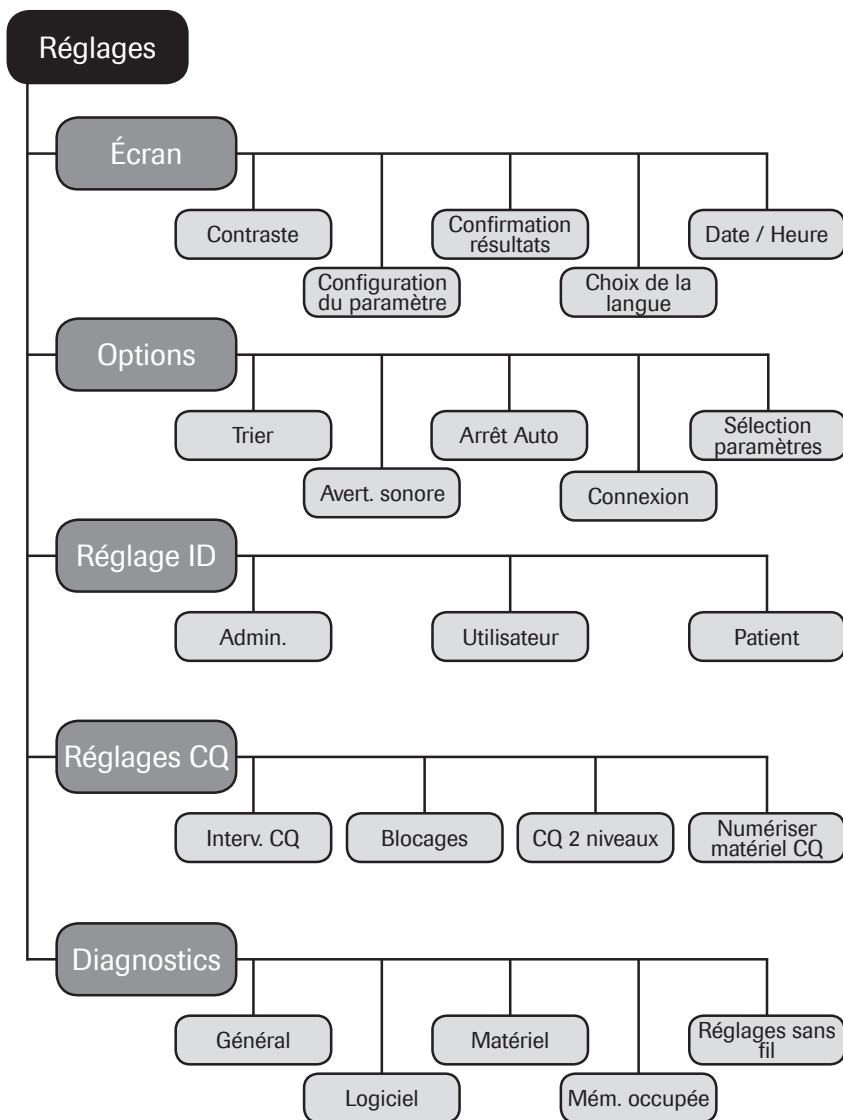 Réglages
Écran
Contraste
Configuration
du paramètre
Confirmation
résultats
Choix de la
langue
Date / Heure
Options
Trier
Avert. sonore
Arrêt Auto
Connexion
Sélection
paramètres
Réglage ID
Admin.
Utilisateur
Patient
Réglages CQ
Interv. CQ
Blocages
CQ 2 niveaux
Numériser
matériel CQ
Diagnostics
Général
Logiciel
Matériel
Mém. occupée
Réglages sans
fil